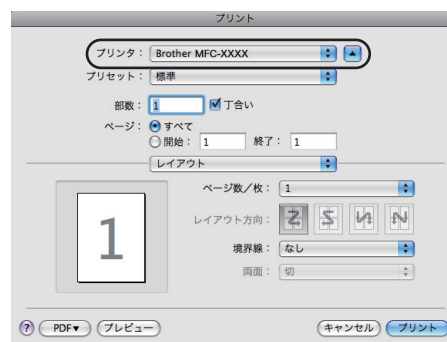 プリント
プリンタ： Brother MFC-XXXX
プリセット： 標準
部数： 1 丁合い
ページ： すべて
開始： 1 終了： 1
レイアウト
ページ数／枚： 1
レイアウト方向：
境界線： なし
両面： 切
1
? PDF▼ プレビュー キャンセル プリント